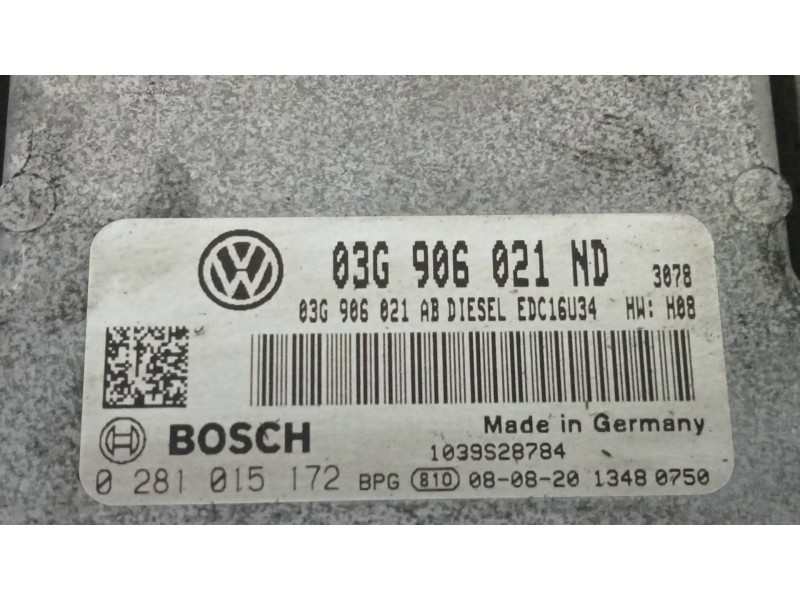 03G 906 021 ND 3078
03G 906 021 AB DIESEL EDC16U34 HW: H08
Made in Germany
BOSCH 1039S28784
0 281 015 172 BPG 810 08-08-20 1348 0750